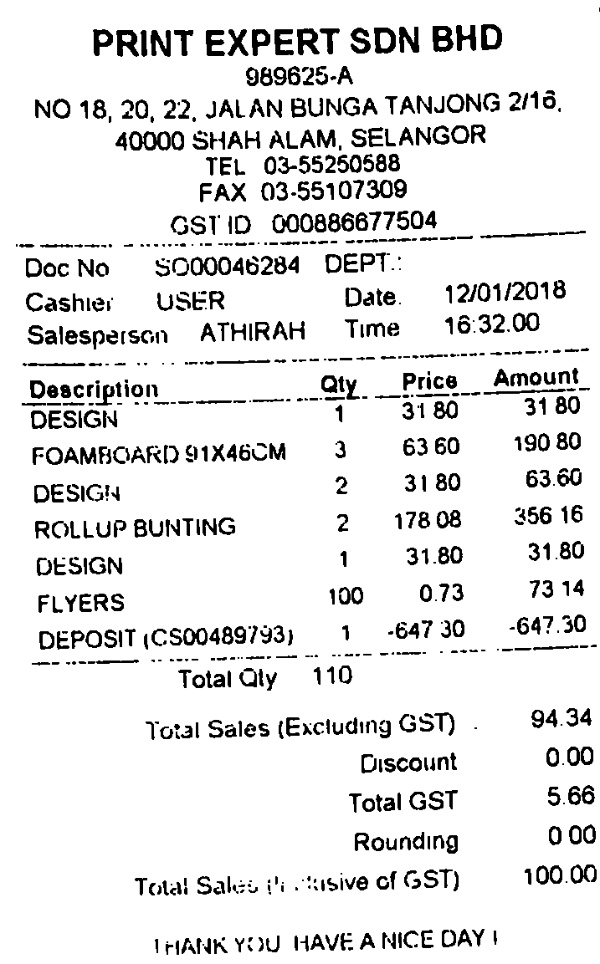 PRINT EXPERT SDN BHD
989625-A
NO 18, 20, 22, JALAN BUNGA TANJONG 2/16,
40000 SHAH ALAM, SELANGOR
TEL 03-55250588
FAX 03-55107309
GST ID 000886677504
Doc No SO00046284 DEPT.:
Cashier USER Date. 12/01/2018
Salesperson ATHIRAH Time 16:32.00
Description Qty Price Amount
DESIGN 1 31 80 31 80
FOAMBOARD 91X46CM 3 63 60 190 80
DESIGN 2 31 80 63.60
ROLLUP BUNTING 2 178 08 356 16
DESIGN 1 31.80 31.80
FLYERS 100 0.73 73 14
DEPOSIT (CS00489793) 1 -647 30 -647.30
Total Qty 110
Total Sales (Excluding GST) . 94.34
Discount 0.00
Total GST 5.66
Rounding 0 00
Total Sales (Inclusive of GST) 100.00
THANK YOU HAVE A NICE DAY !